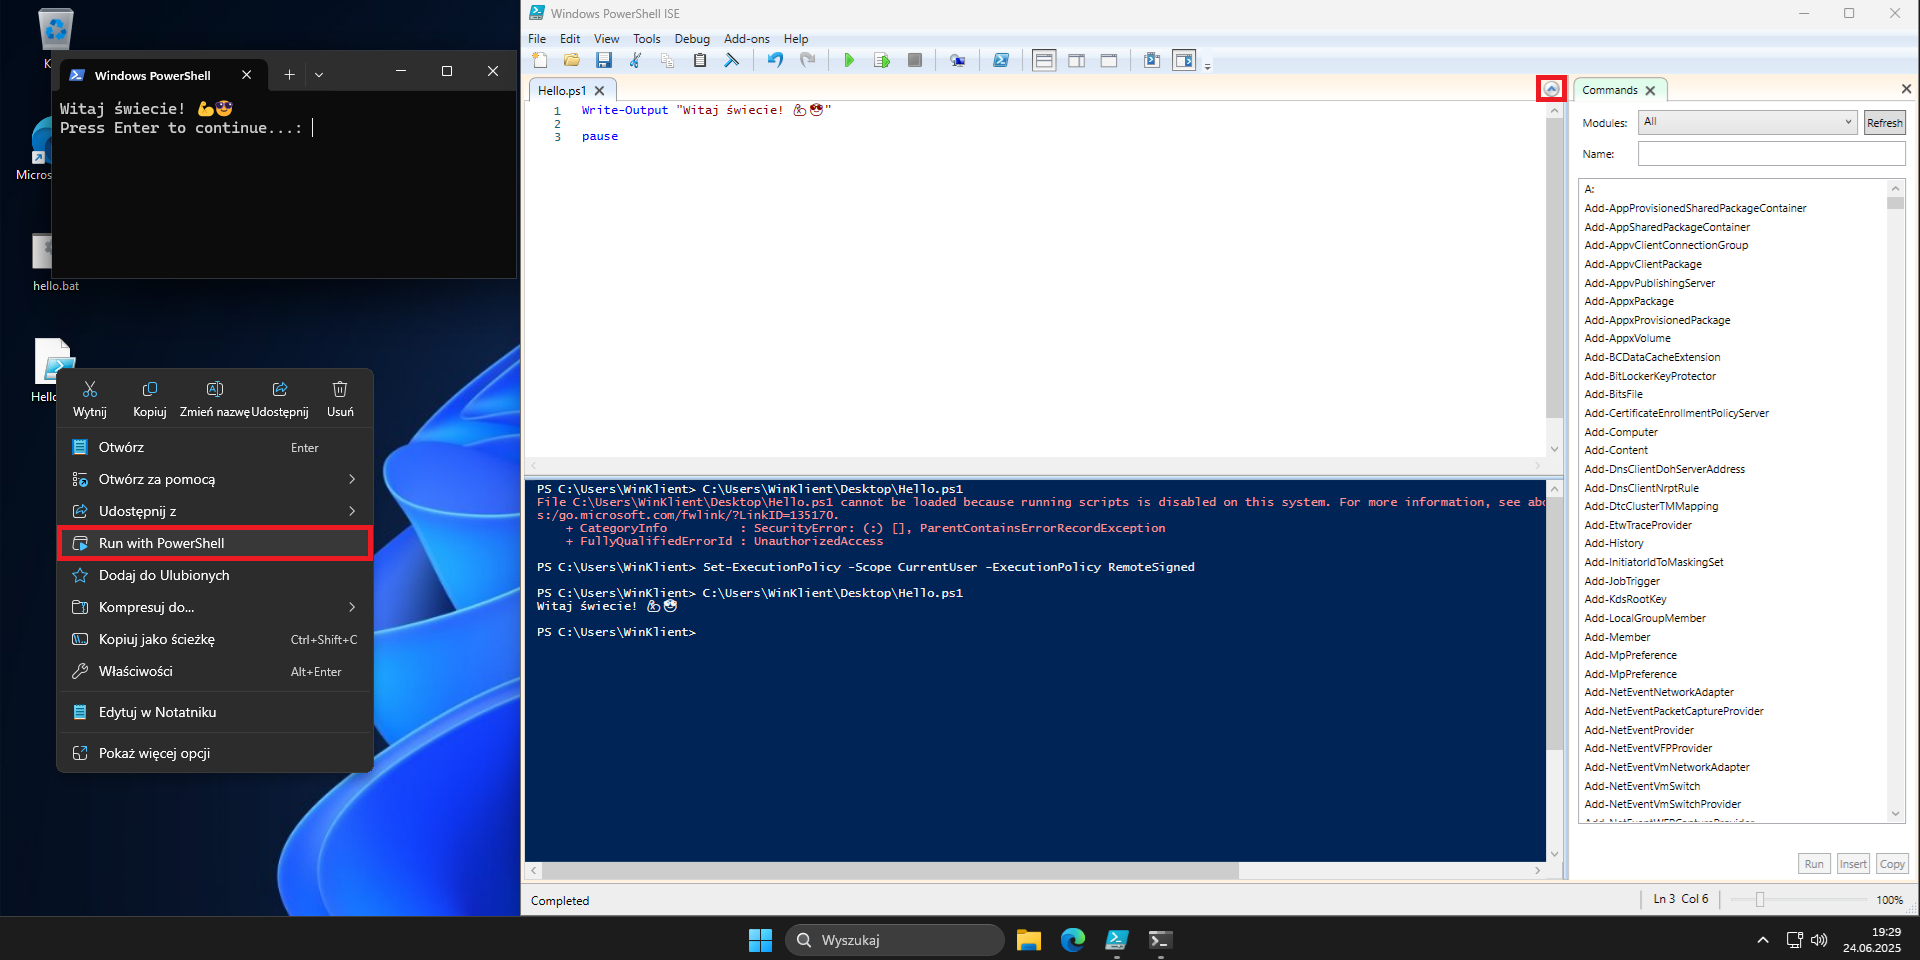 Windows PowerShell
Witaj świecie! 💪😎
Press Enter to continue...:
hello.bat
Wytnij
Kopiuj
Zmień nazwę
Udostępnij
Usuń
Otwórz Enter
Otwórz za pomocą
Udostępnij z
Run with PowerShell
Dodaj do Ulubionych
Kompresuj do...
Kopiuj jako ścieżkę Ctrl+Shift+C
Właściwości Alt+Enter
Edytuj w Notatniku
Pokaż więcej opcji
Windows PowerShell ISE
File Edit View Tools Debug Add-ons Help
Hello.ps1
1 Write-Output "Witaj świecie! 💪😎"
2
3 pause
PS C:\Users\WinKlient> C:\Users\WinKlient\Desktop\Hello.ps1
File C:\Users\WinKlient\Desktop\Hello.ps1 cannot be loaded because running scripts is disabled on this system. For more information, see abo
s:/go.microsoft.com/fwlink/?LinkID=135170.
+ CategoryInfo : SecurityError: (:) [], ParentContainsErrorRecordException
+ FullyQualifiedErrorId : UnauthorizedAccess
PS C:\Users\WinKlient> Set-ExecutionPolicy -Scope CurrentUser -ExecutionPolicy RemoteSigned
PS C:\Users\WinKlient> C:\Users\WinKlient\Desktop\Hello.ps1
Witaj świecie! 💪😎
PS C:\Users\WinKlient>
Completed
Ln 3 Col 6
100%
Commands
Modules: All Refresh
Name:
A:
Add-AppProvisionedSharedPackageContainer
Add-AppSharedPackageContainer
Add-AppvClientConnectionGroup
Add-AppvClientPackage
Add-AppvPublishingServer
Add-AppxPackage
Add-AppxProvisionedPackage
Add-AppxVolume
Add-BCDataCacheExtension
Add-BitLockerKeyProtector
Add-BitsFile
Add-CertificateEnrollmentPolicyServer
Add-Computer
Add-Content
Add-DnsClientDohServerAddress
Add-DnsClientNrptRule
Add-DtcClusterTMMapping
Add-EtwTraceProvider
Add-History
Add-InitiatorIdToMaskingSet
Add-JobTrigger
Add-KdsRootKey
Add-LocalGroupMember
Add-Member
Add-MpPreference
Add-MpPreference
Add-NetEventNetworkAdapter
Add-NetEventPacketCaptureProvider
Add-NetEventProvider
Add-NetEventVFPProvider
Add-NetEventVmNetworkAdapter
Add-NetEventVmSwitch
Add-NetEventVmSwitchProvider
Run Insert Copy
Wyszukaj
19:29
24.06.2025